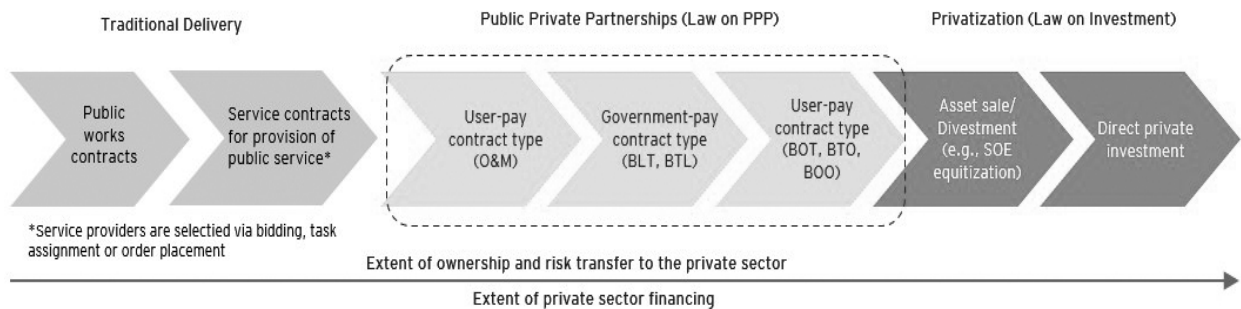 Traditional Delivery
Public Private Partnerships (Law on PPP)
Privatization (Law on Investment)
Public
works
contracts
Service contracts
for provision of
public service*
User-pay
contract type
(O&M)
Government-pay
contract type
(BLT, BTL)
User-pay
contract type
(BOT, BTO,
BOO)
Asset sale/
Divestment
(e.g., SOE
equitization)
Direct private
investment
*Service providers are selectied via bidding, task
assignment or order placement
Extent of ownership and risk transfer to the private sector
Extent of private sector financing